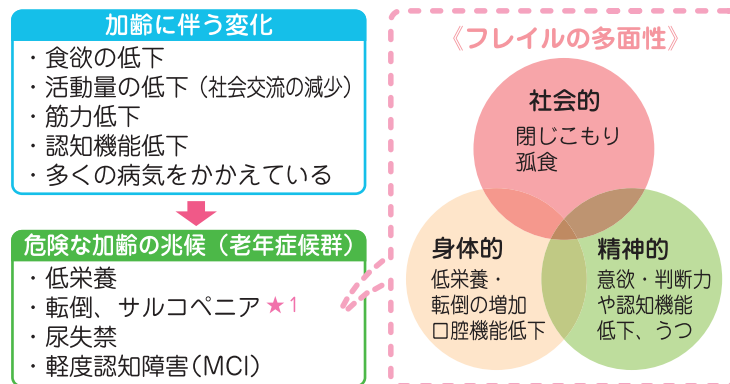 加齢に伴う変化
・食欲の低下
・活動量の低下（社会交流の減少）
・筋力低下
・認知機能低下
・多くの病気をかかえている
危険な加齢の兆候（老年症候群）
・低栄養
・転倒、サルコペニア★1
・尿失禁
・軽度認知障害（MCI）
《フレイルの多面性》
社会的
閉じこもり
孤食
身体的
低栄養・
転倒の増加
口腔機能低下
精神的
意欲・判断力
や認知機能
低下、うつ